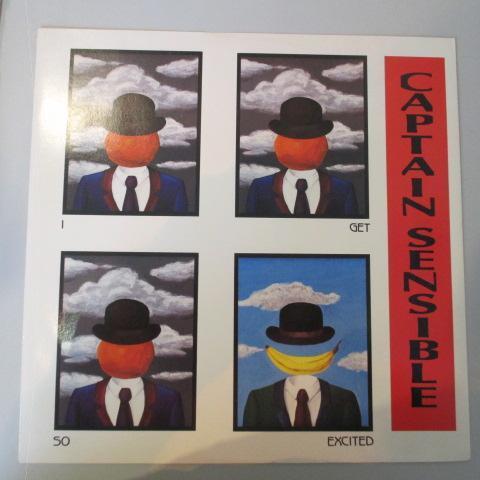 I
GET
SO
EXCITED
CAPTAIN SENSIBLE